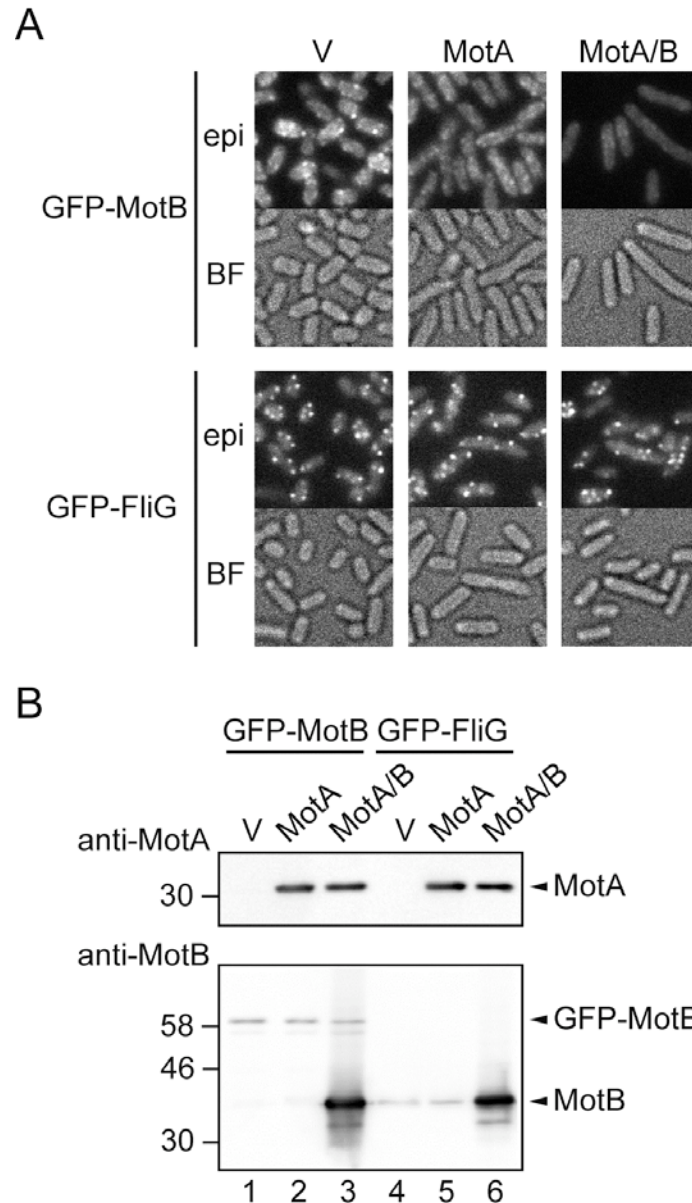 A
V MotA MotA/B
epi
GFP-MotB
BF
epi
GFP-FliG
BF
B
GFP-MotB GFP-FliG
V MotA MotA/B V MotA MotA/B
anti-MotA
30 MotA
anti-MotB
58 GFP-MotB
46
MotB
30
1 2 3 4 5 6